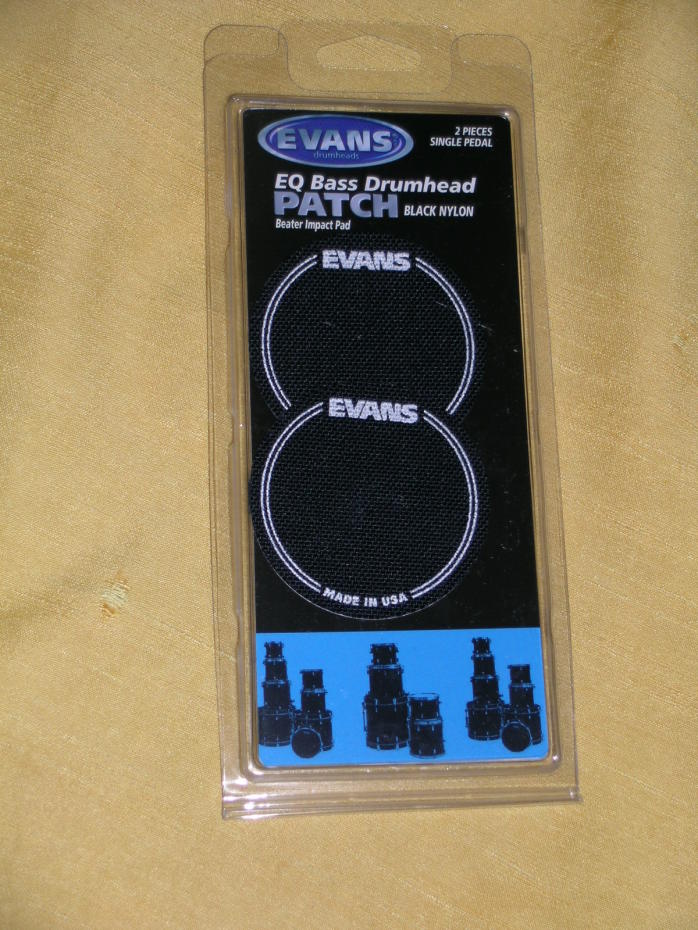 EVANS
drumheads
2 PIECES
SINGLE PEDAL
EQ Bass Drumhead
PATCH BLACK NYLON
Beater Impact Pad
EVANS
EVANS
MADE IN USA